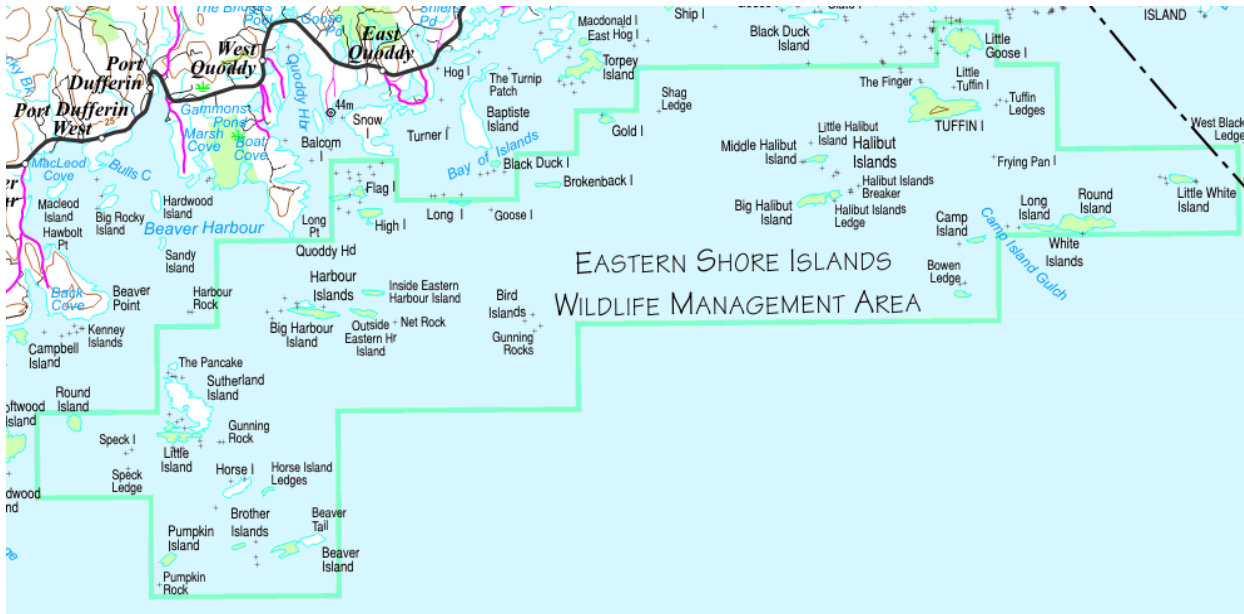 Macdonald I
East Hog I
Ship I
Black Duck
Island
ISLAND
Little
Goose I
East
Quoddy
West
Quoddy
Port
Dufferin
Port Dufferin
West
Hog I
The Turnip
Patch
Torpey
Island
The Finger
Little
Tuffin I
Quoddy Hbr
44m
Snow
I
Turner I
Baptiste
Island
Shag
Ledge
Gold I
Tuffin
Ledges
TUFFIN I
West Black
Ledge
Gammons
Pond
Marsh
Cove
Boat
Cove
25
Balcom
I
Bay of Islands
Black Duck I
Little Halibut
Island
Middle Halibut
Island
Halibut
Islands
Frying Pan I
MacLeod
Cove
Bulls C
Flag I
Brokenback I
Halibut Islands
Breaker
Little White
Island
Macleod
Island
Big Rocky
Island
Hardwood
Island
Long
Pt
High I
Long I
Goose I
Big Halibut
Island
Halibut Islands
Ledge
Camp
Island
Camp Island Gulch
Long
Island
Round
Island
White
Islands
Hawbolt
Pt
Beaver Harbour
Sandy
Island
Quoddy Hd
EASTERN SHORE ISLANDS
WILDLIFE MANAGEMENT AREA
Bowen
Ledge
Back
Cove
Beaver
Point
Harbour
Rock
Harbour
Islands
Inside Eastern
Harbour Island
Bird
Islands
Kenney
Islands
Campbell
Island
Big Harbour
Island
Outside
Eastern Hr
Island
Net Rock
Gunning
Rocks
The Pancake
Sutherland
Island
Round
Island
Gunning
Rock
Speck I
Speck
Ledge
Little
Island
Horse I
Horse Island
Ledges
Brother
Islands
Beaver
Tail
Pumpkin
Island
Beaver
Island
Pumpkin
Rock